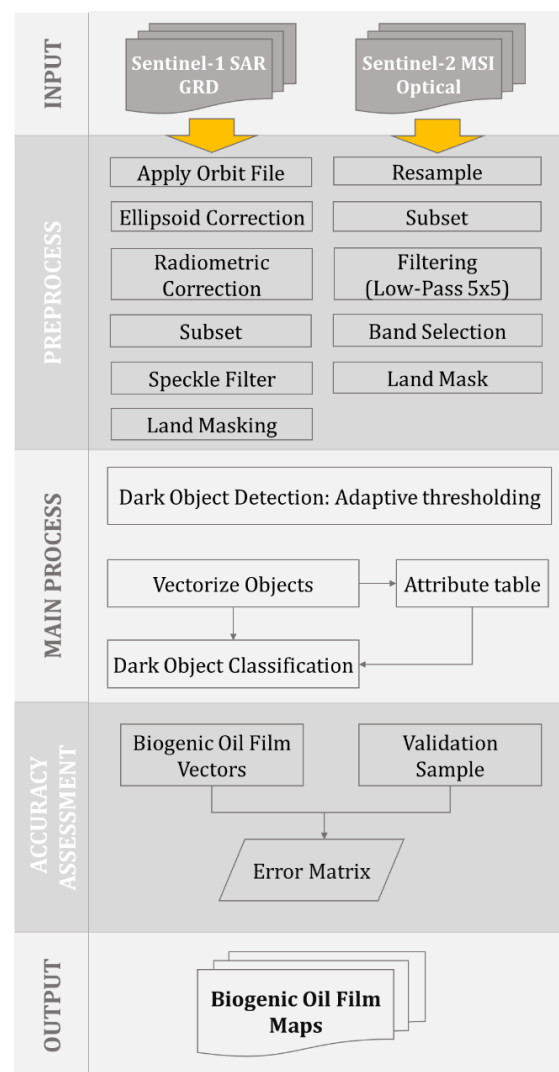 INPUT
Sentinel-1 SAR
GRD
Sentinel-2 MSI
Optical
PREPROCESS
Apply Orbit File
Ellipsoid Correction
Radiometric
Correction
Subset
Speckle Filter
Land Masking
Resample
Subset
Filtering
(Low-Pass 5x5)
Band Selection
Land Mask
MAIN PROCESS
Dark Object Detection: Adaptive thresholding
Vectorize Objects
Attribute table
Dark Object Classification
ACCURACY
ASSESSMENT
Biogenic Oil Film
Vectors
Validation
Sample
Error Matrix
OUTPUT
Biogenic Oil Film
Maps